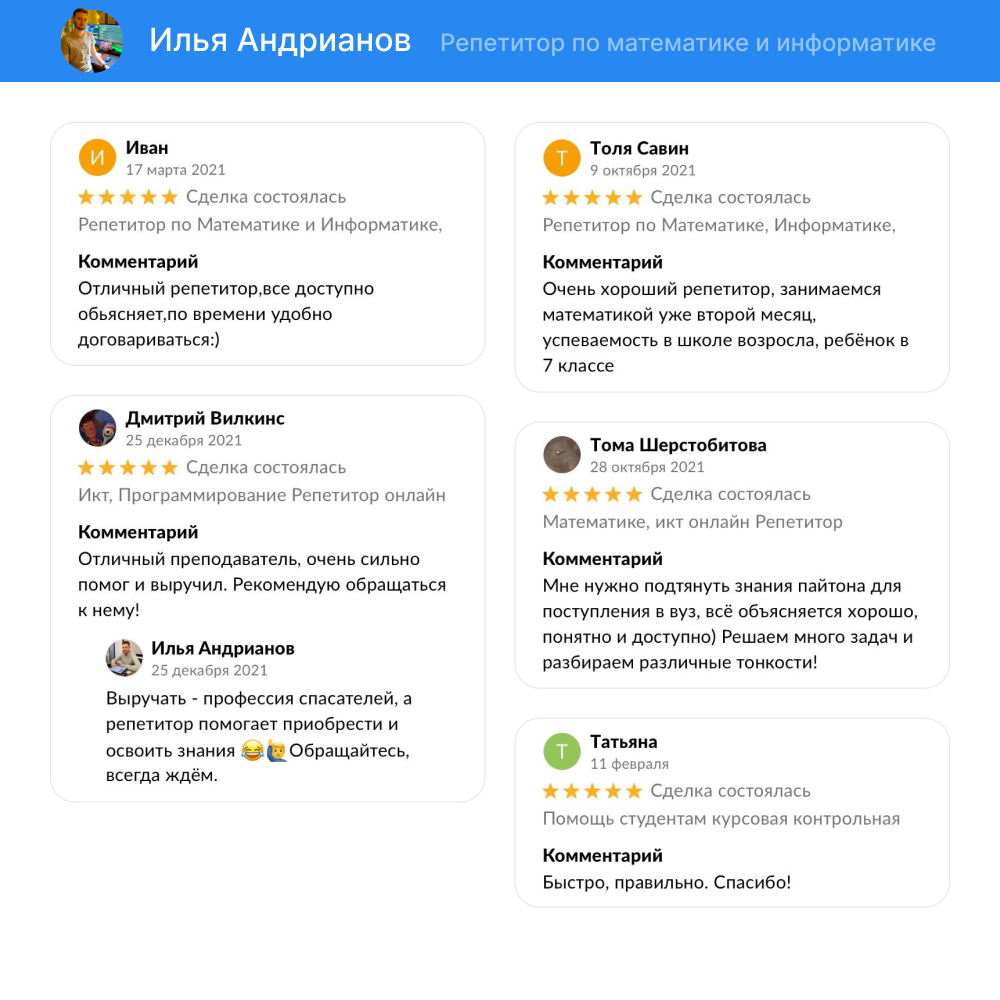 Илья Андрианов
Репетитор по математике и информатике
И
Иван
17 марта 2021
Сделка состоялась
Репетитор по Математике и Информатике,
Комментарий
Отличный репетитор,все доступно
обьясняет,по времени удобно
договариваться:)
Дмитрий Вилкинс
25 декабря 2021
Сделка состоялась
Икт, Программирование Репетитор онлайн
Комментарий
Отличный преподаватель, очень сильно
помог и выручил. Рекомендую обращаться
к нему!
Илья Андрианов
25 декабря 2021
Выручать - профессия спасателей, а
репетитор помогает приобрести и
освоить знания 😂🙋‍♂️Обращайтесь,
всегда ждём.
Т
Толя Савин
9 октября 2021
Сделка состоялась
Репетитор по Математике, Информатике,
Комментарий
Очень хороший репетитор, занимаемся
математикой уже второй месяц,
успеваемость в школе возросла, ребёнок в
7 классе
Тома Шерстобитова
28 октября 2021
Сделка состоялась
Математике, икт онлайн Репетитор
Комментарий
Мне нужно подтянуть знания пайтона для
поступления в вуз, всё объясняется хорошо,
понятно и доступно) Решаем много задач и
разбираем различные тонкости!
Т
Татьяна
11 февраля
Сделка состоялась
Помощь студентам курсовая контрольная
Комментарий
Быстро, правильно. Спасибо!